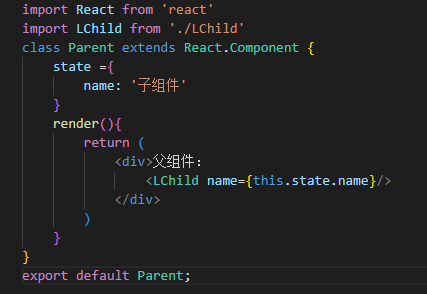 import React from 'react'
import LChild from './LChild'
class Parent extends React.Component {
    state ={
        name: '子组件'
    }
    render(){
        return (
            <div>父组件：
                <LChild name={this.state.name}/>
            </div>
        )
    }
}
export default Parent;